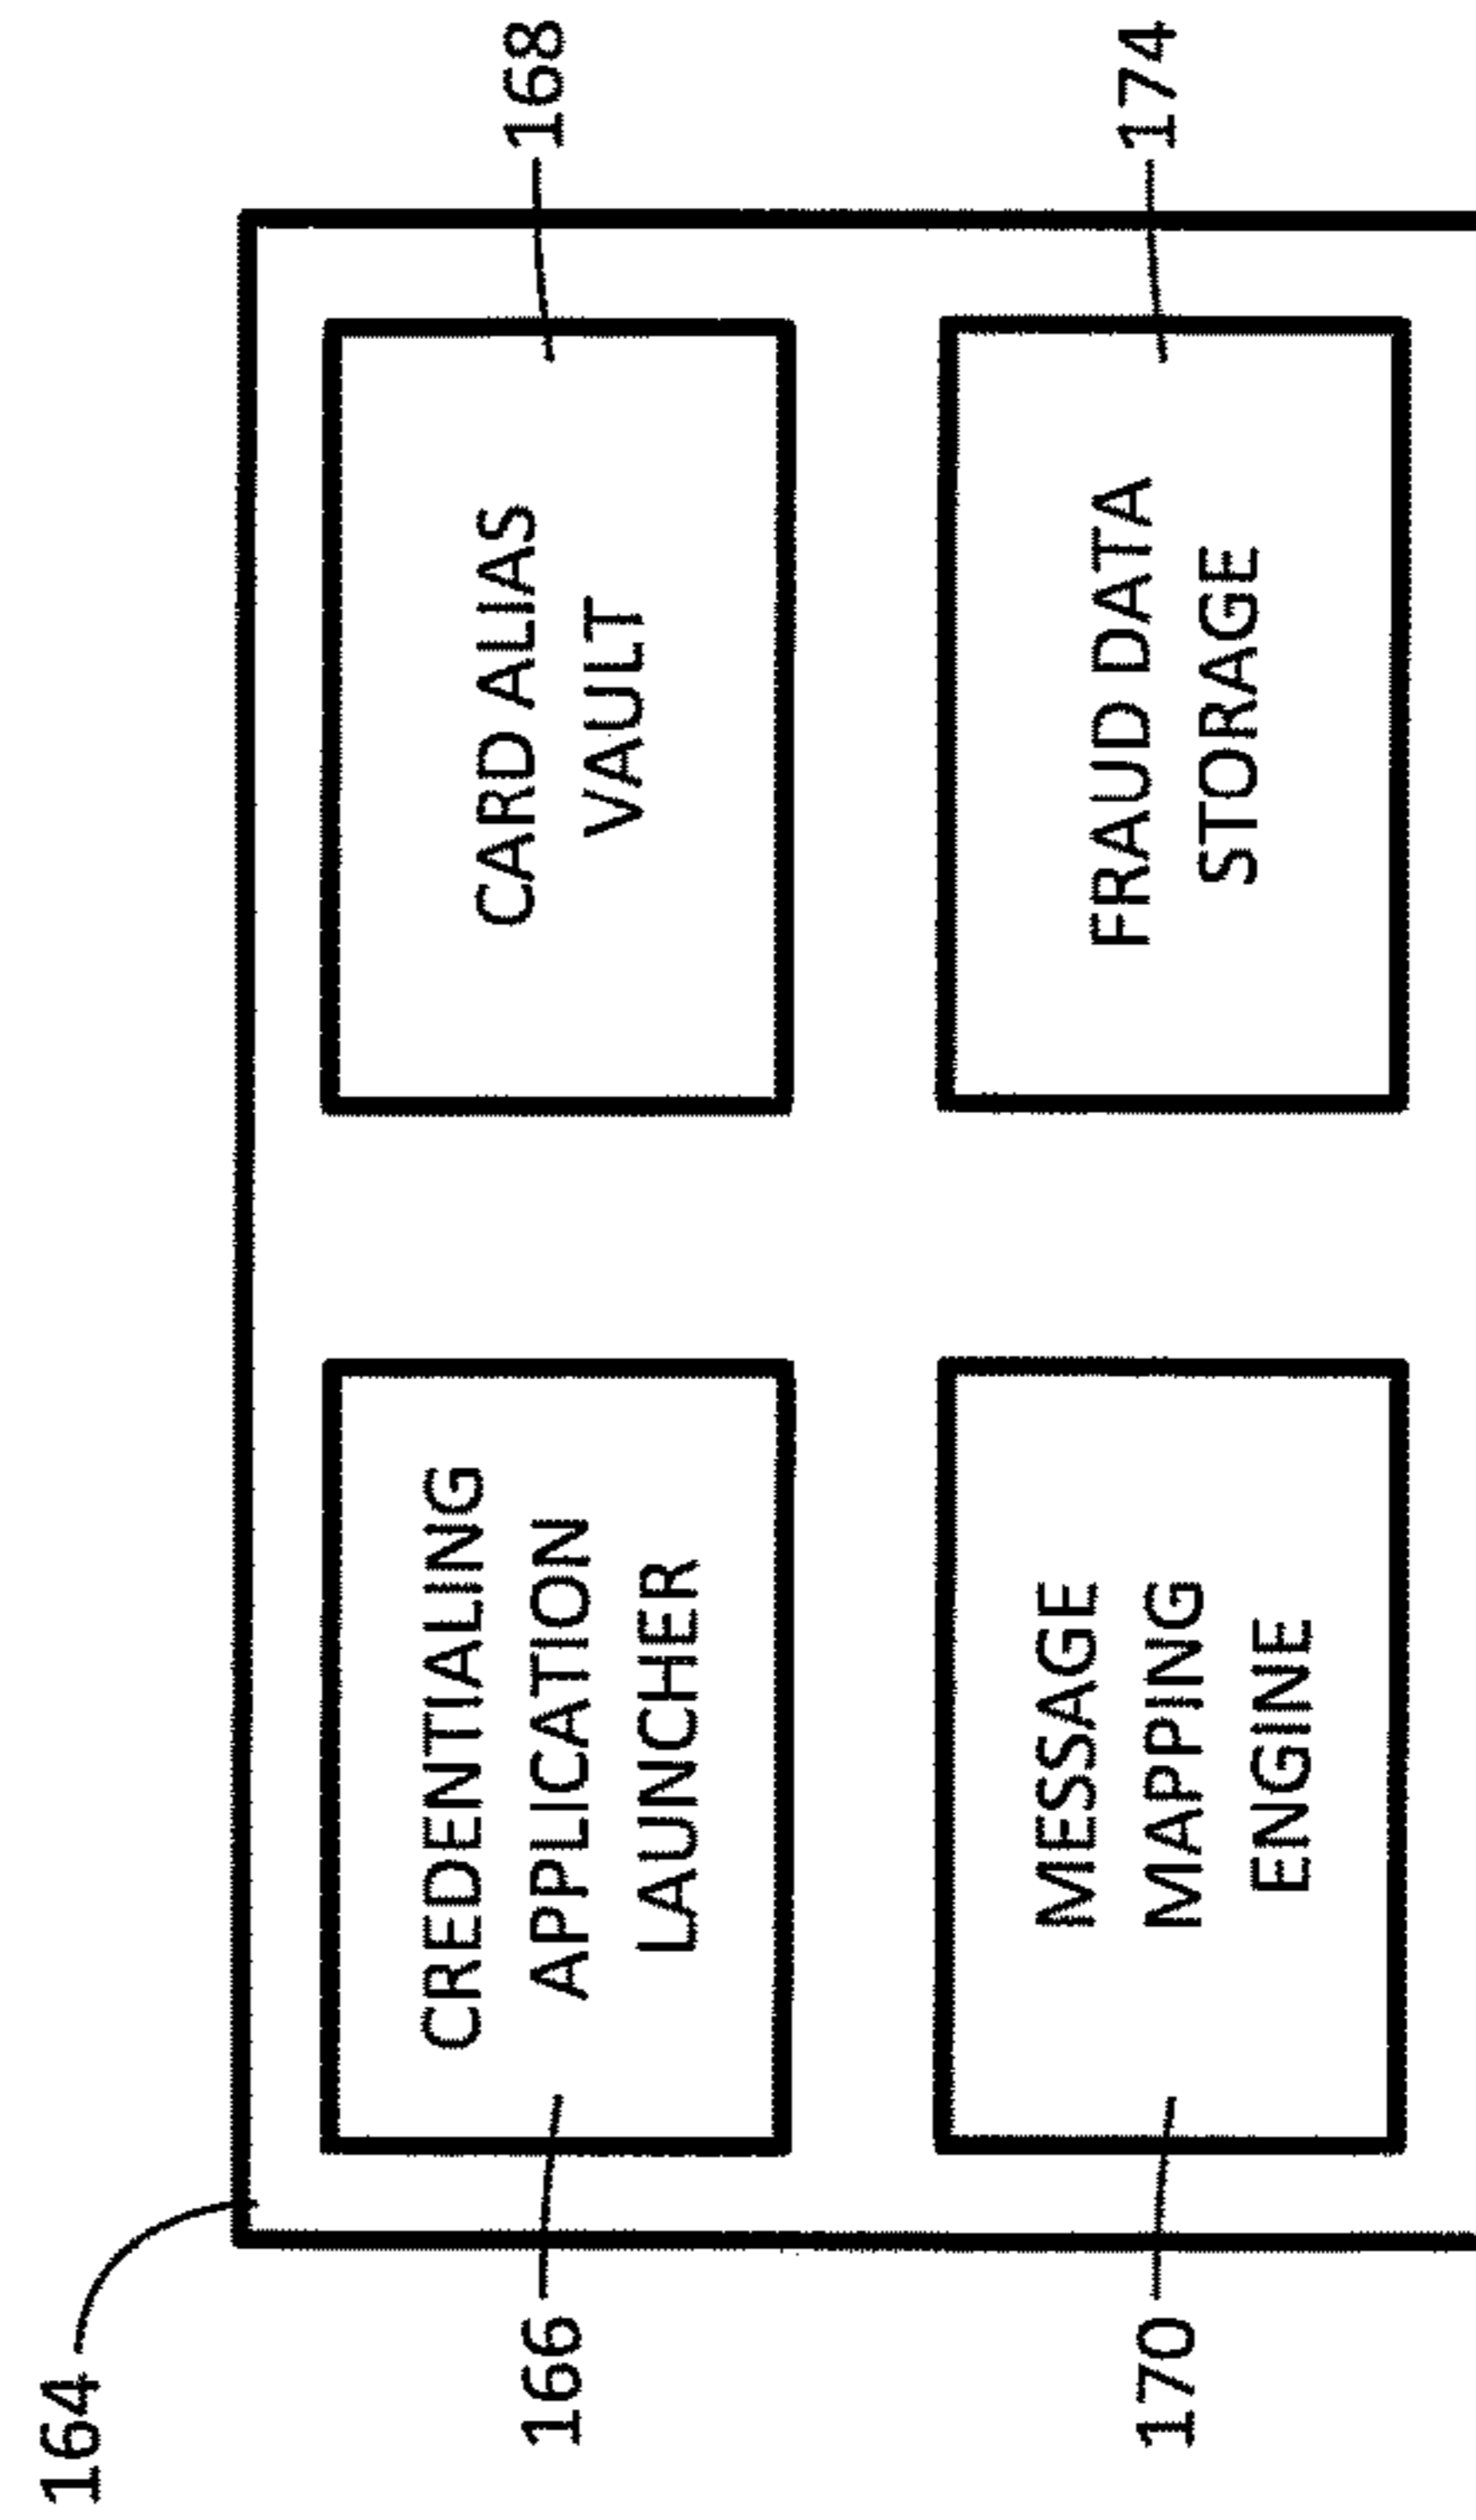 164
166
CREDENTIALING
APPLICATION
LAUNCHER
CARD ALIAS
VAULT
168
170
MESSAGE
MAPPING
ENGINE
FRAUD DATA
STORAGE
174